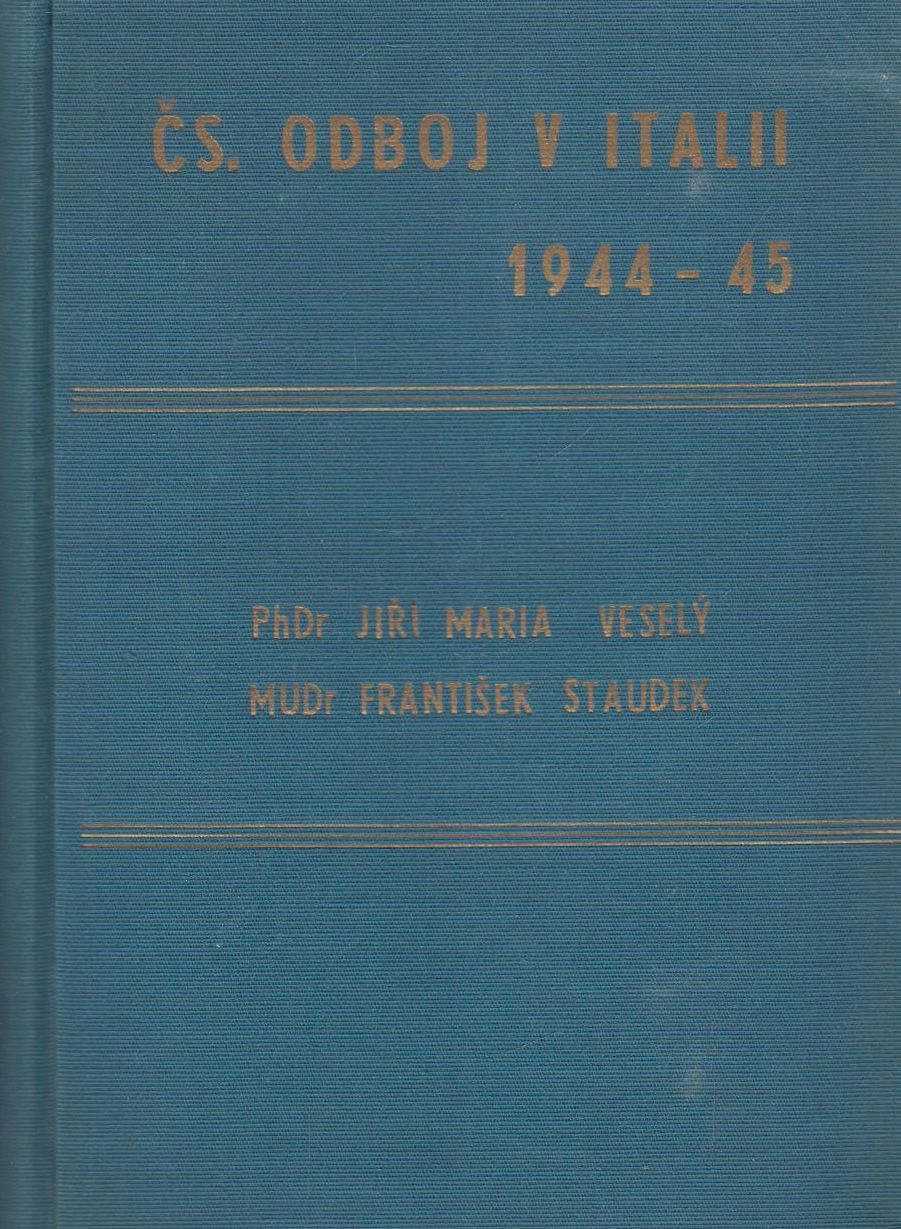 ČS. ODBOJ V ITALII
1944 - 45
PhDr JIŘÍ MARIA VESELÝ
MUDr FRANTIŠEK STAUDEK